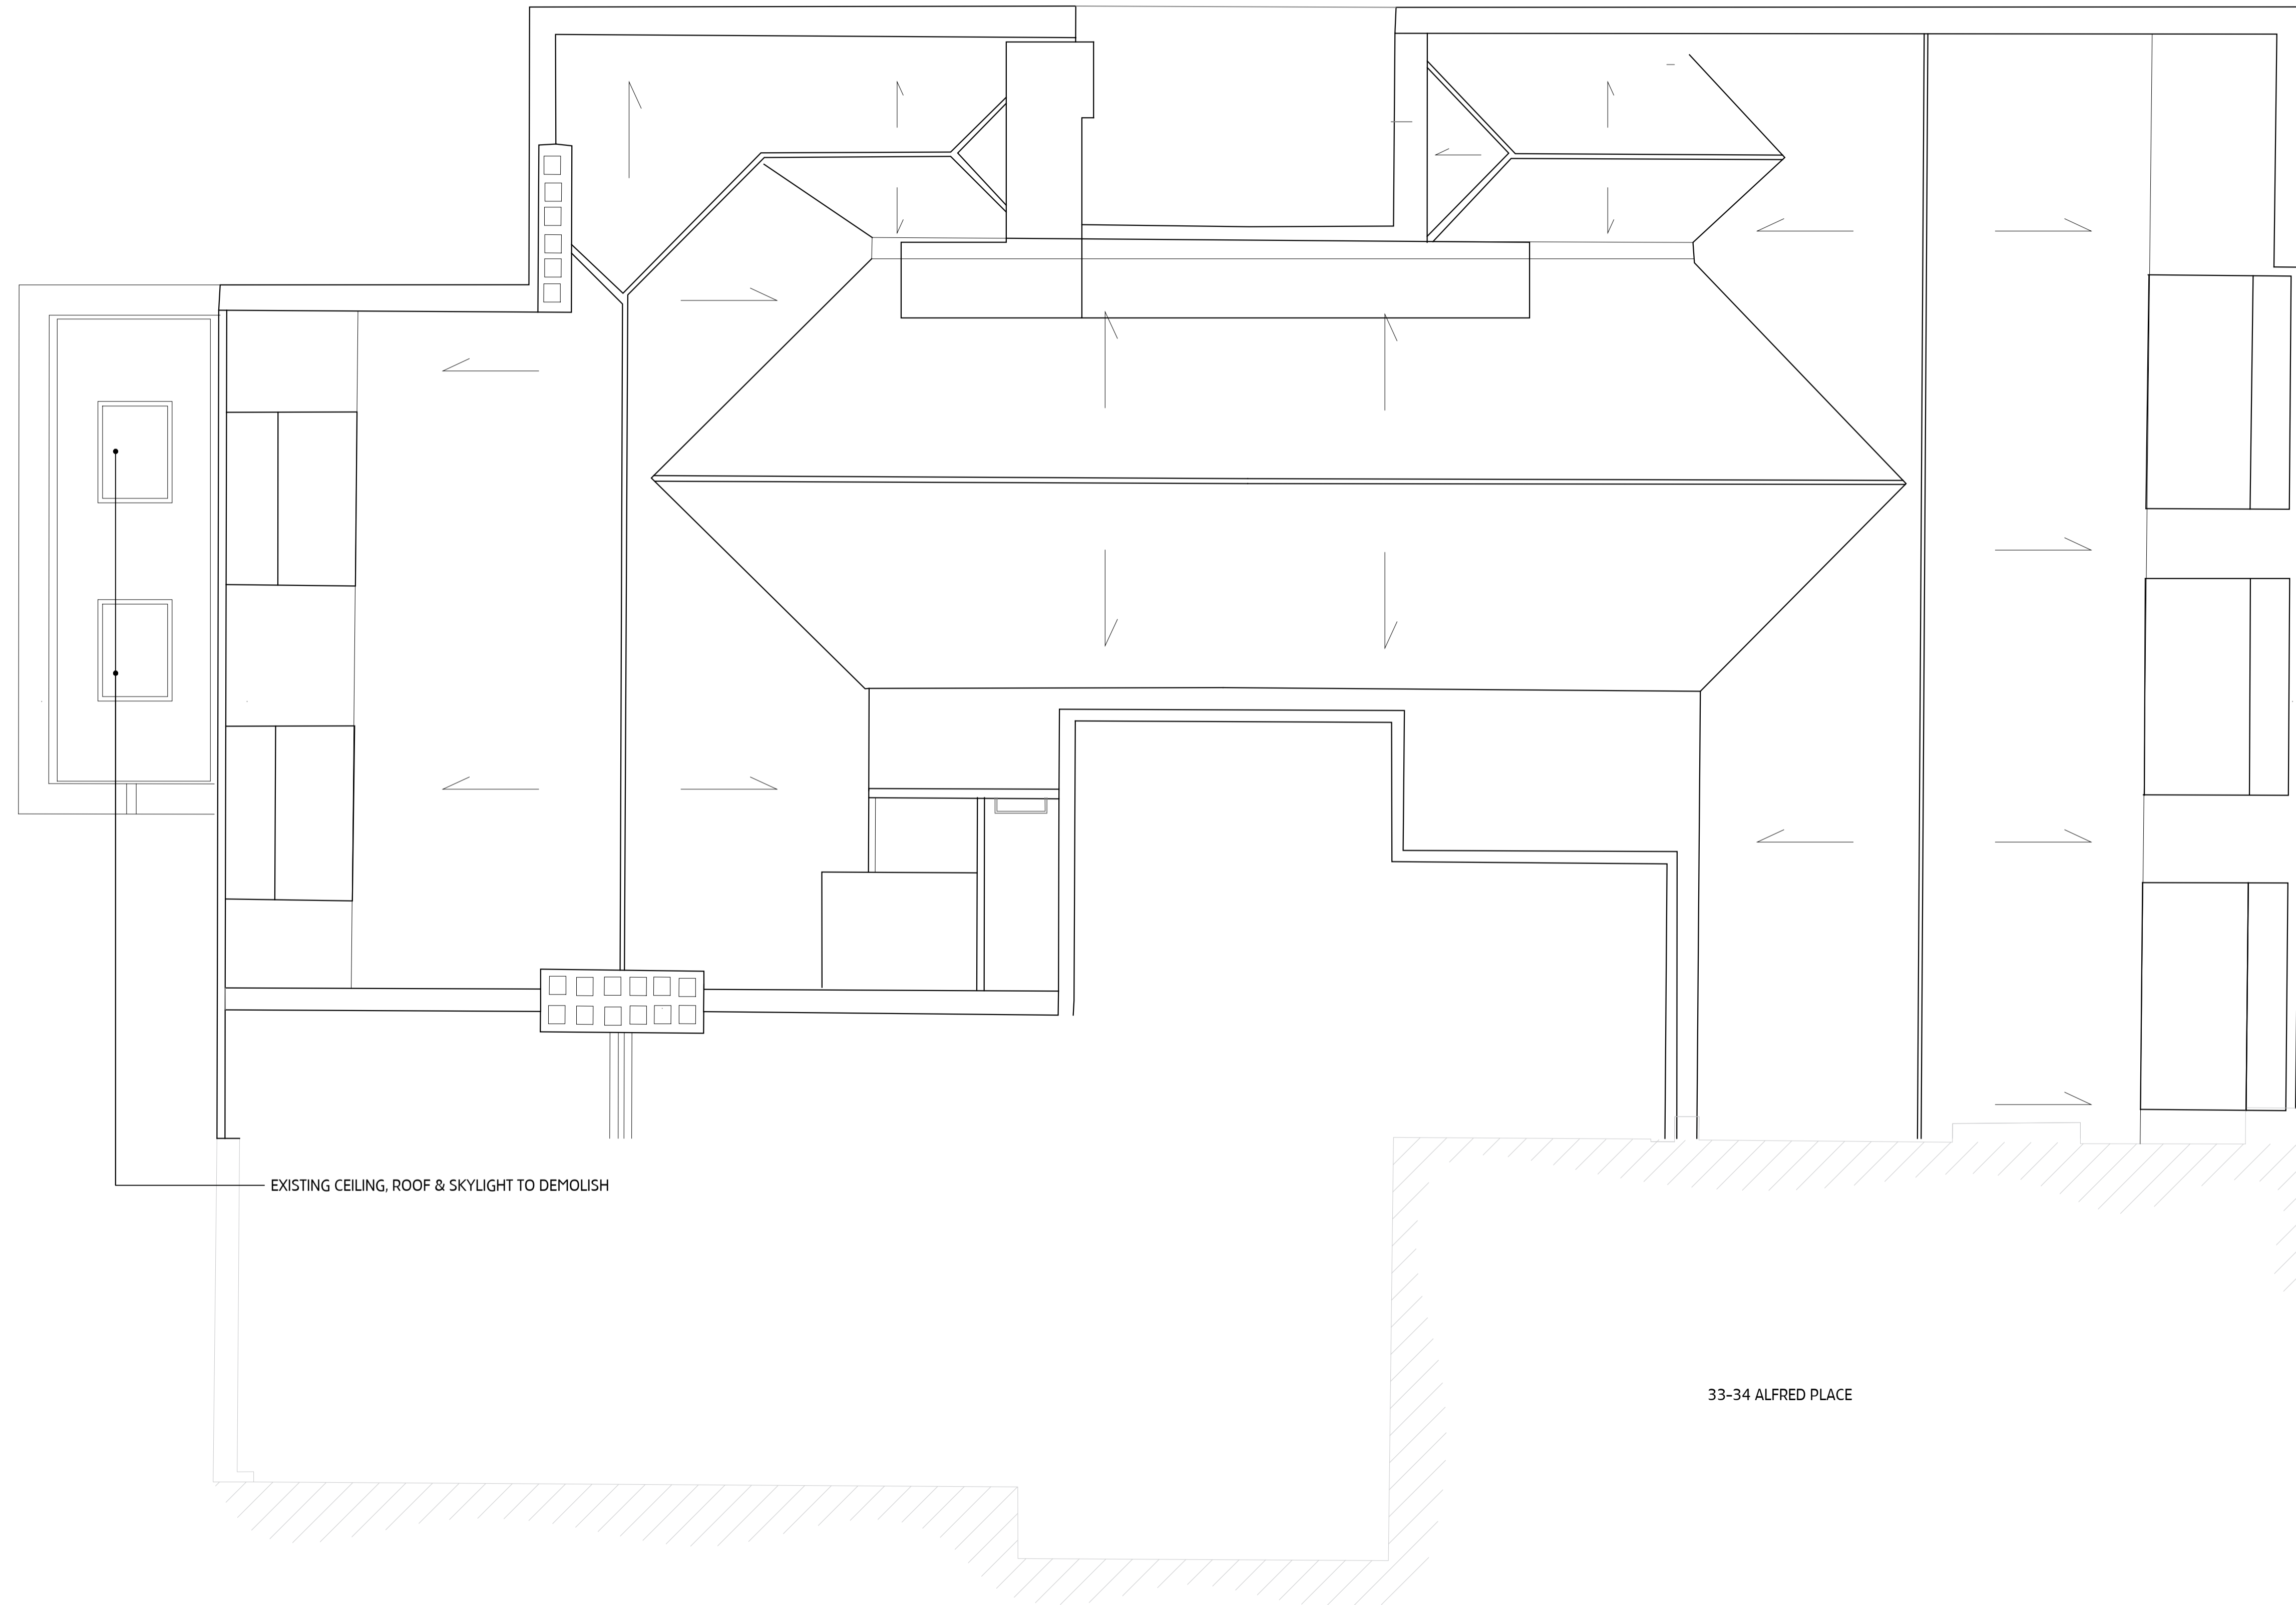 EXISTING CEILING, ROOF & SKYLIGHT TO DEMOLISH
33-34 ALFRED PLACE